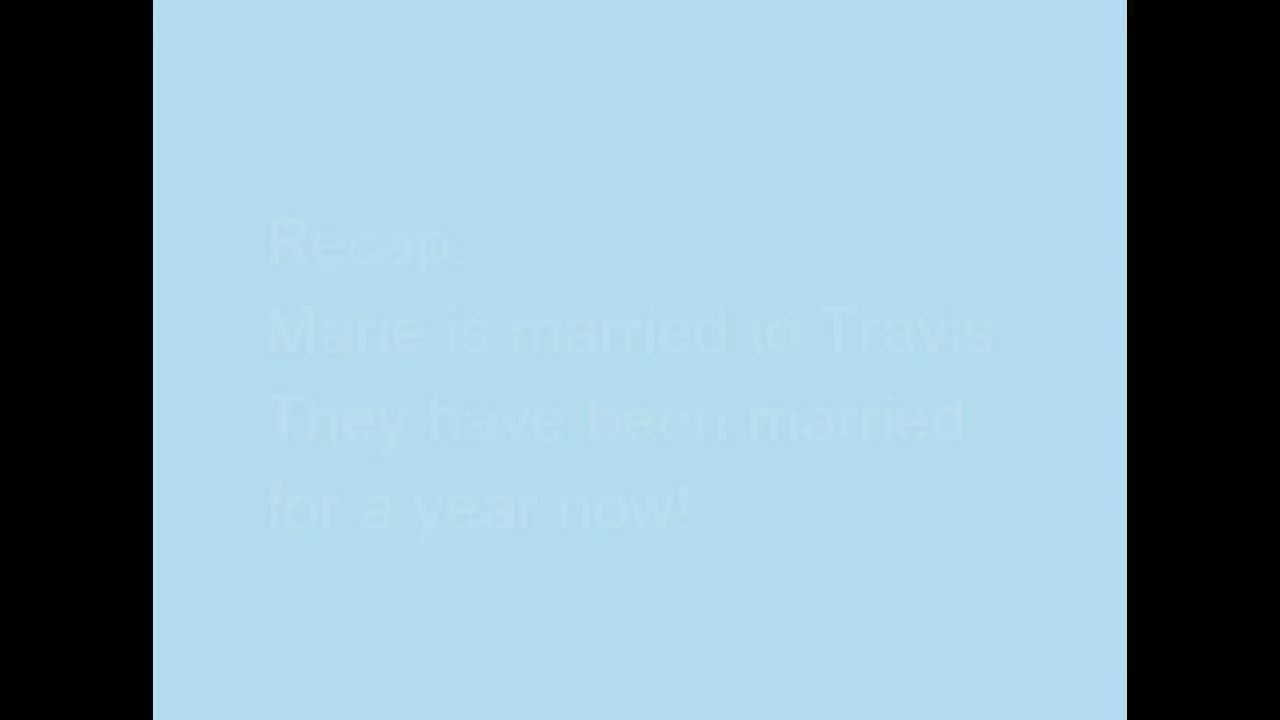 Recap:
Marie is married to Travis.
They have been married
for a year now!